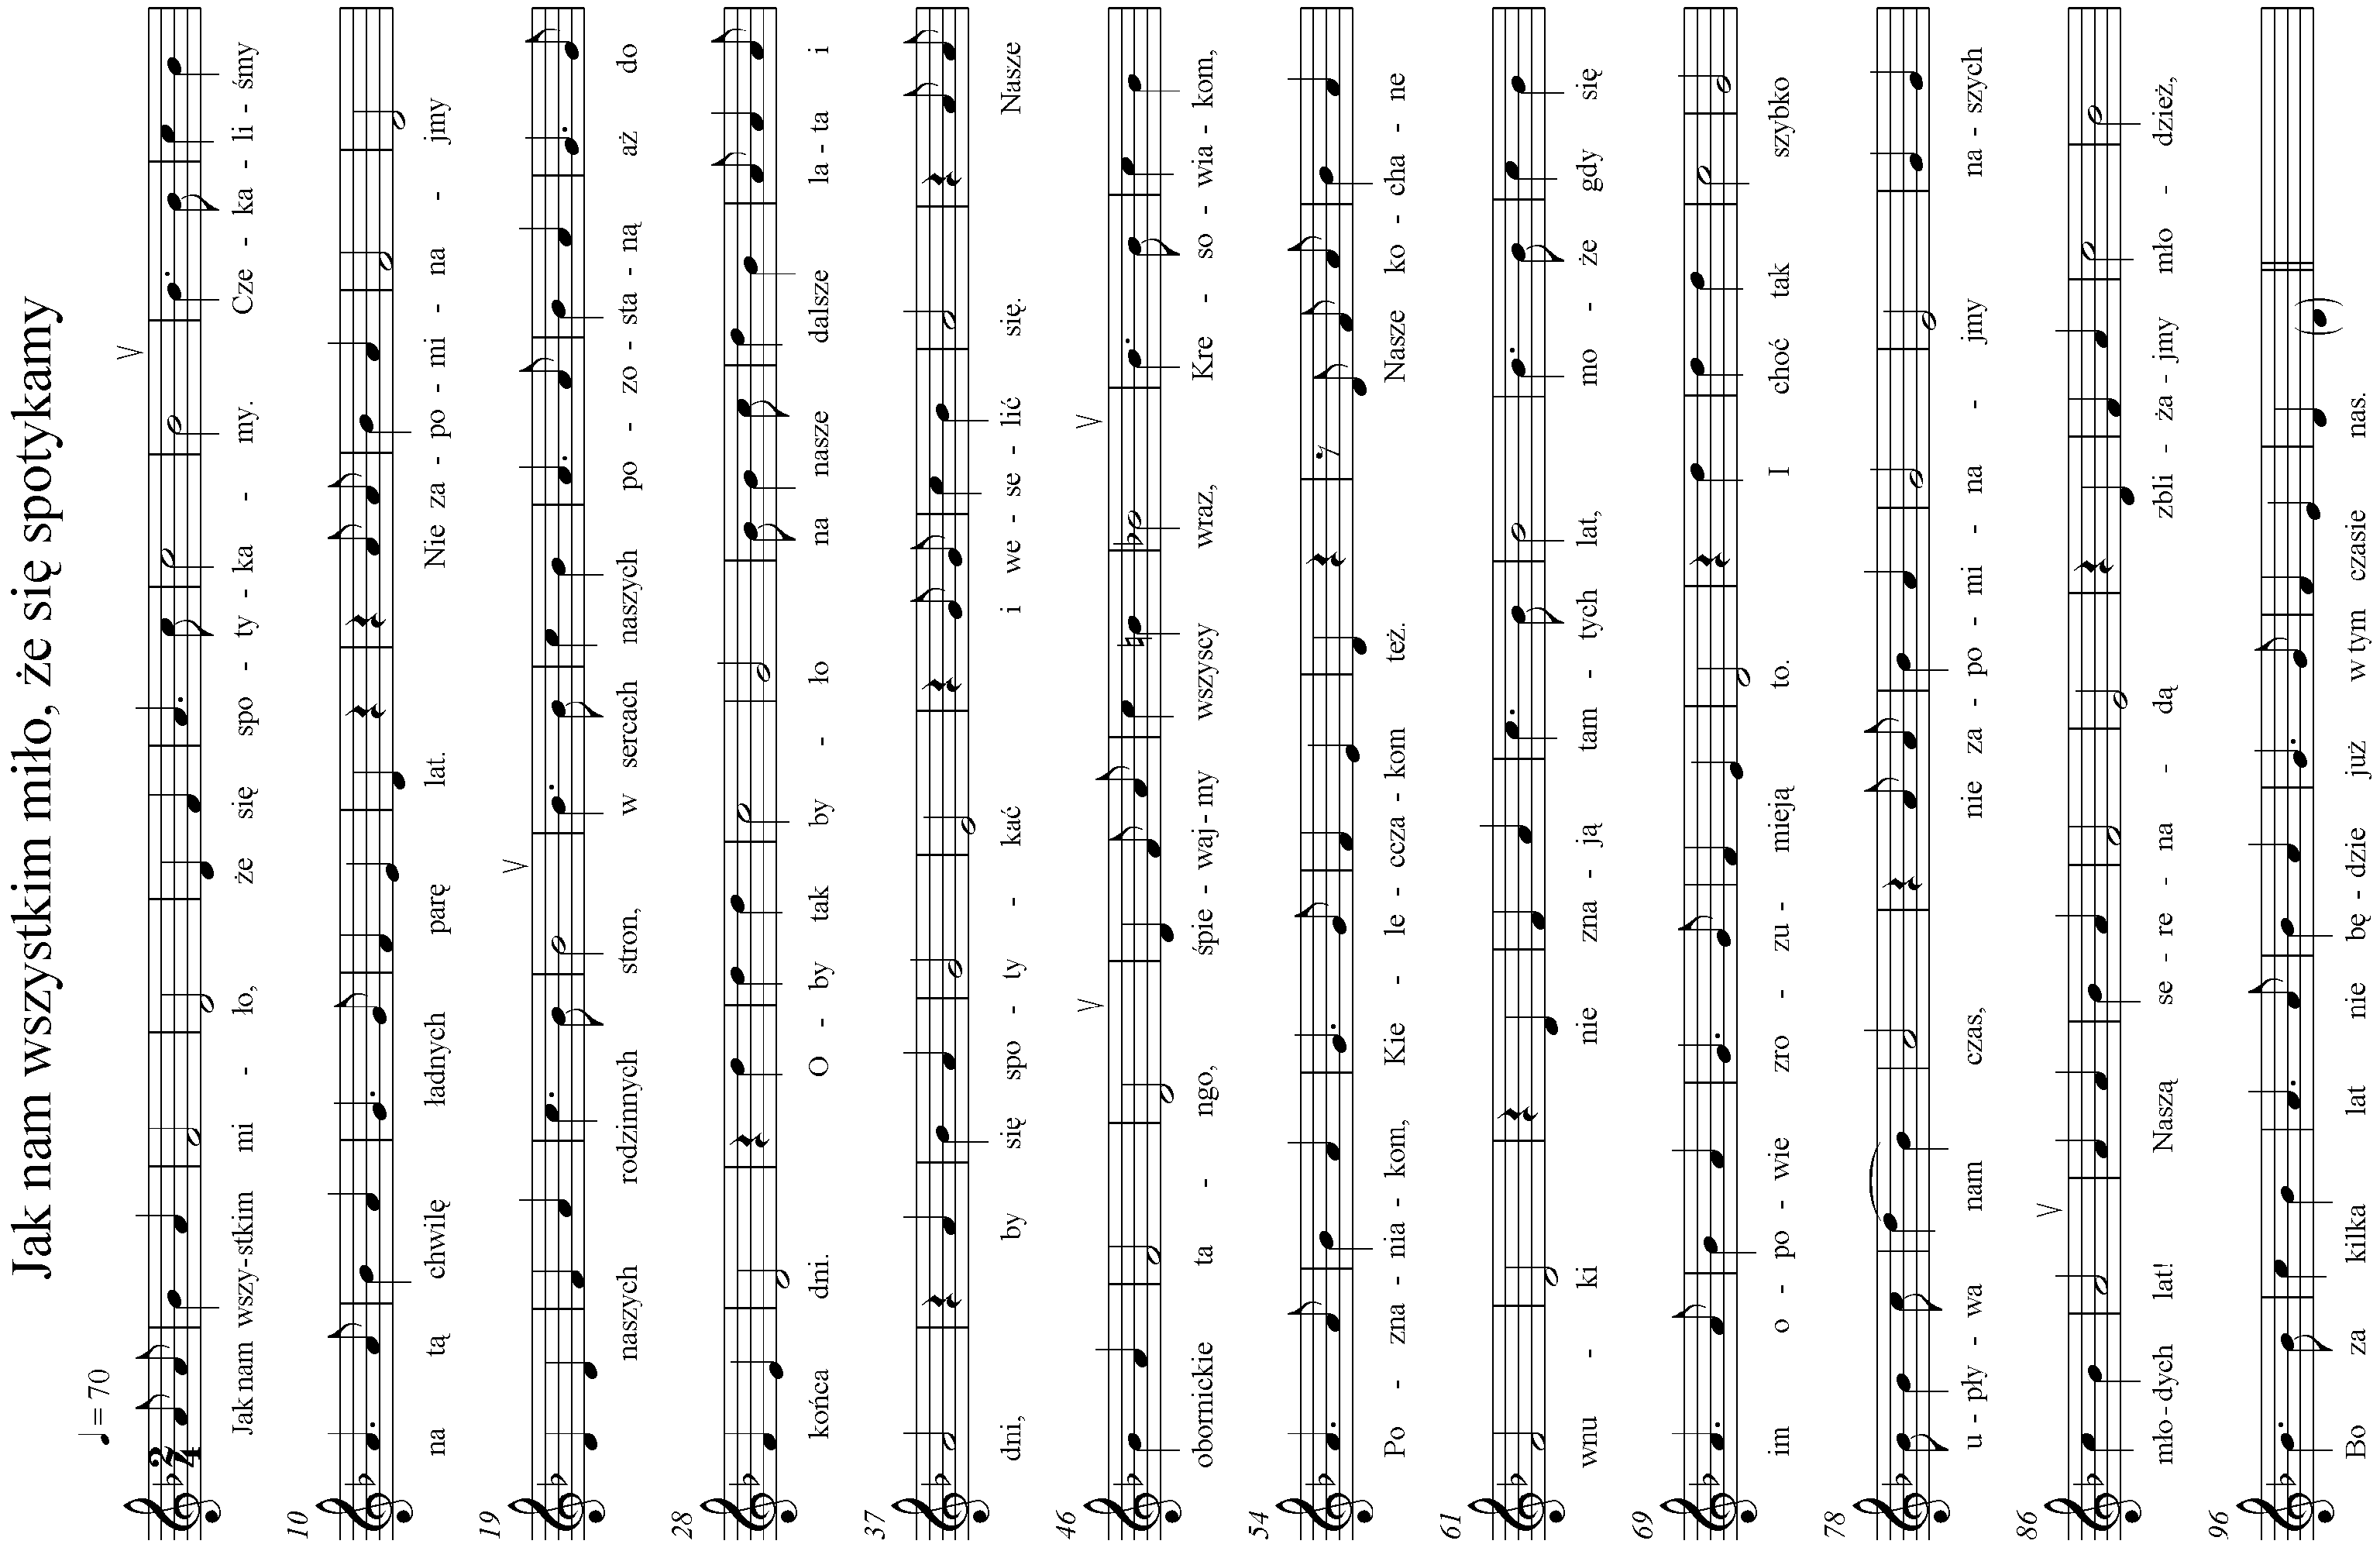 Jak nam wszystkim miło, że się spotykamy
♩ = 70
Jak nam wszy-stkim mi - ło, że się spo - ty - ka - my. Cze - ka - li - śmy
10
na tą chwilę ładnych parę lat. Nie za - po - mi - na - jmy
19
naszych rodzinnych stron, w sercach naszych po - zo - sta - ną aż do
28
końca dni. O - by tak by - ło na nasze dalsze la - ta i
37
dni, by się spo - ty - kać i we - se - lić się. Nasze
46
obornickie ta - ngo, śpie - waj - my wszyscy wraz, Kre - so - wia - kom,
54
Po - zna - nia - kom, Kie - le - ccza - kom też. Nasze ko - cha - ne
61
wnu - ki nie zna - ją tam - tych lat, mo - że gdy się
69
im o - po - wie zro - zu - mieją to. I choć tak szybko
78
u - pły - wa nam czas, nie za - po - mi - na - jmy na - szych
86
mło - dych lat! Naszą se - re - na - dą zbli - ża - jmy mło - dzież,
96
Bo za kilka lat nie bę - dzie już w tym czasie nas.